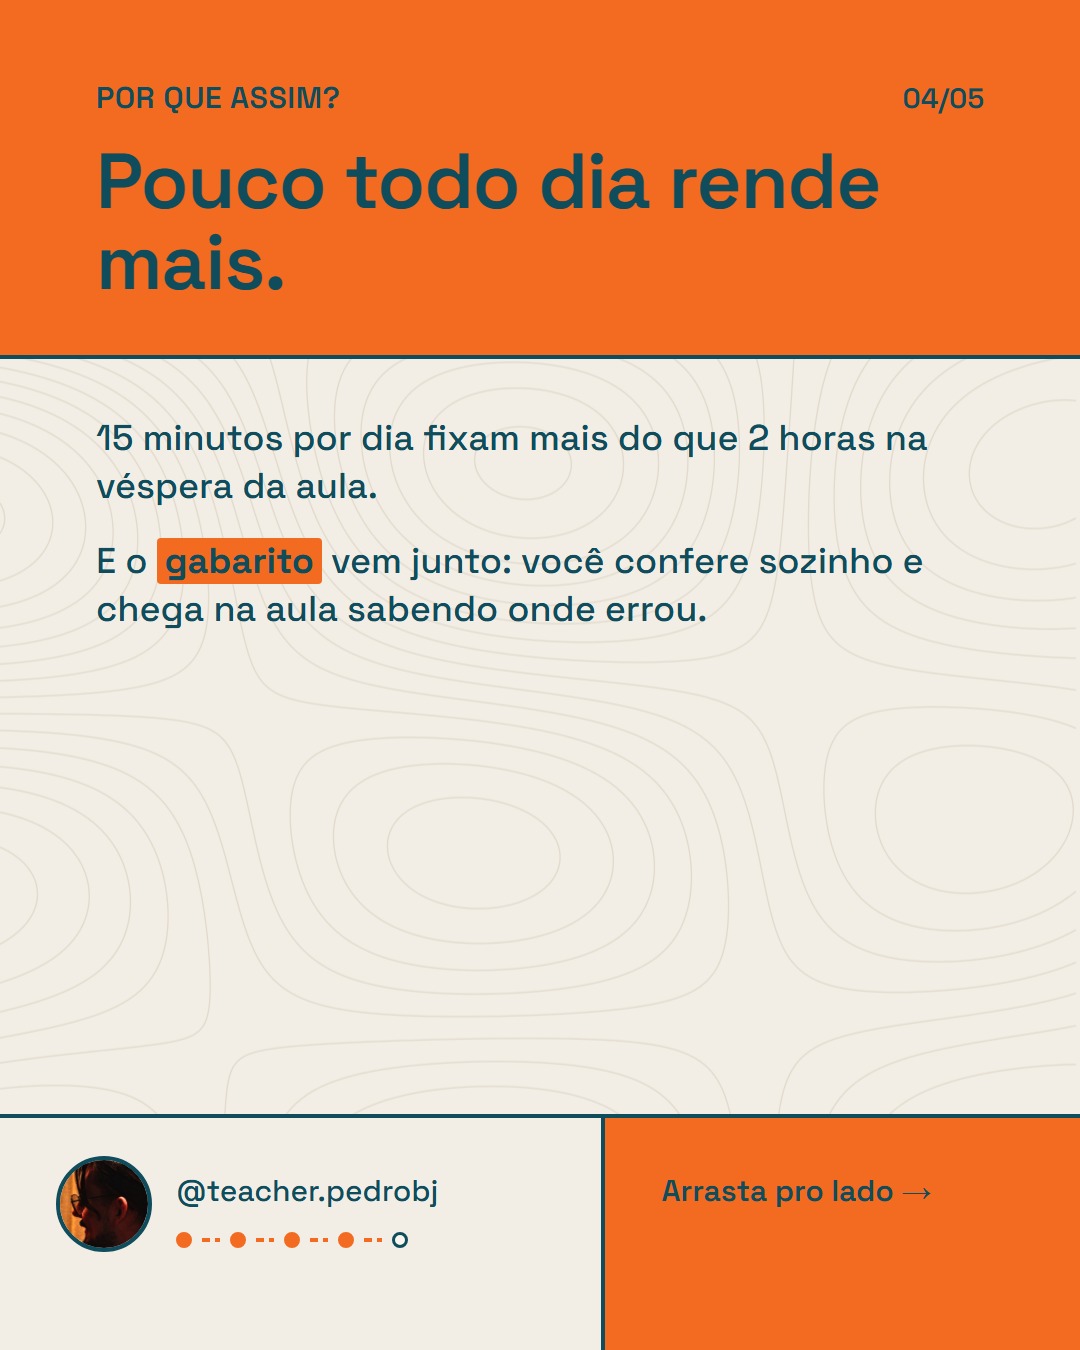 POR QUE ASSIM?
04/05
Pouco todo dia rende
mais.
15 minutos por dia fixam mais do que 2 horas na
véspera da aula.
E o gabarito vem junto: você confere sozinho e
chega na aula sabendo onde errou.
@teacher.pedrobj
Arrasta pro lado →